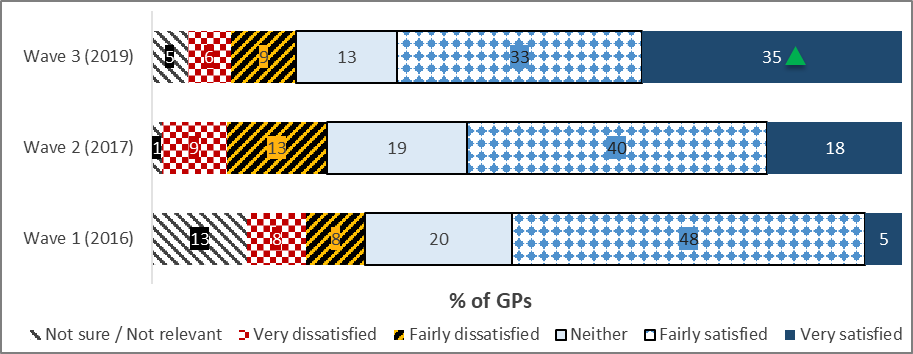 Wave 3 (2019) 5 6 9 13 33 35
Wave 2 (2017) 1 9 13 19 40 18
Wave 1 (2016) 13 8 8 20 48 5
% of GPs
Not sure / Not relevant Very dissatisfied Fairly dissatisfied Neither Fairly satisfied Very satisfied